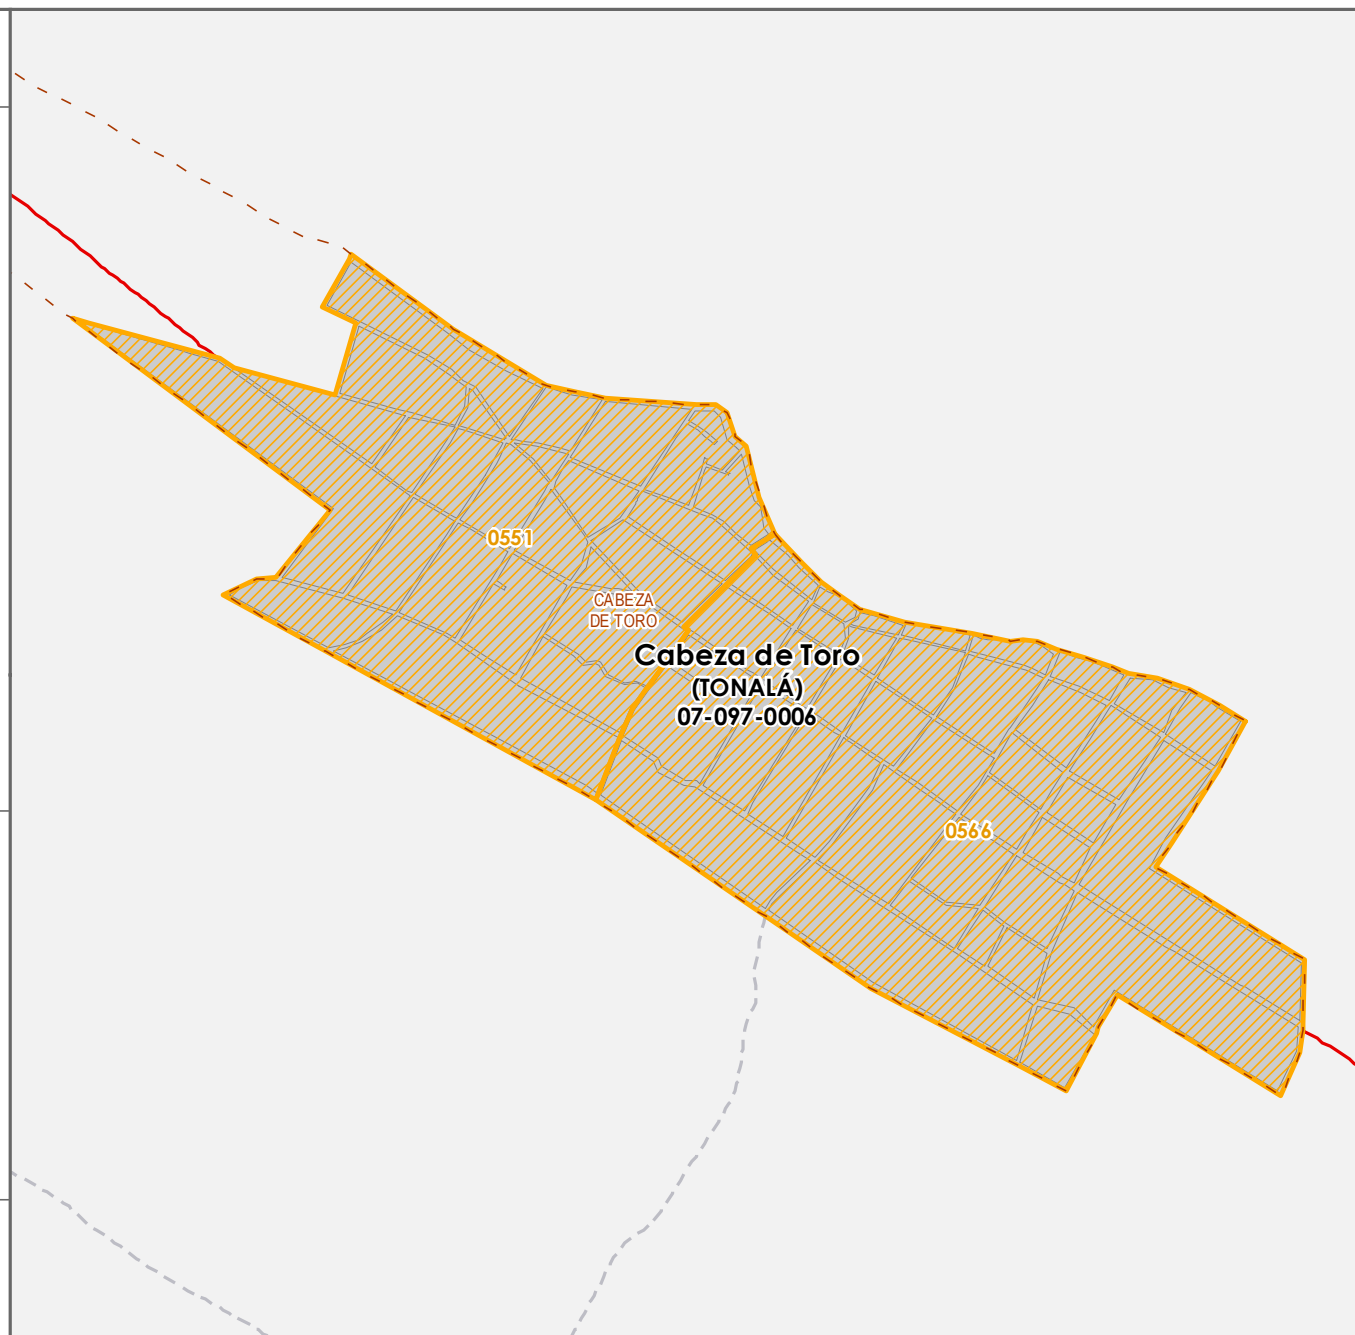 0551
CABEZA
DE TORO
Cabeza de Toro
(TONALÁ)
07-097-0006
0566